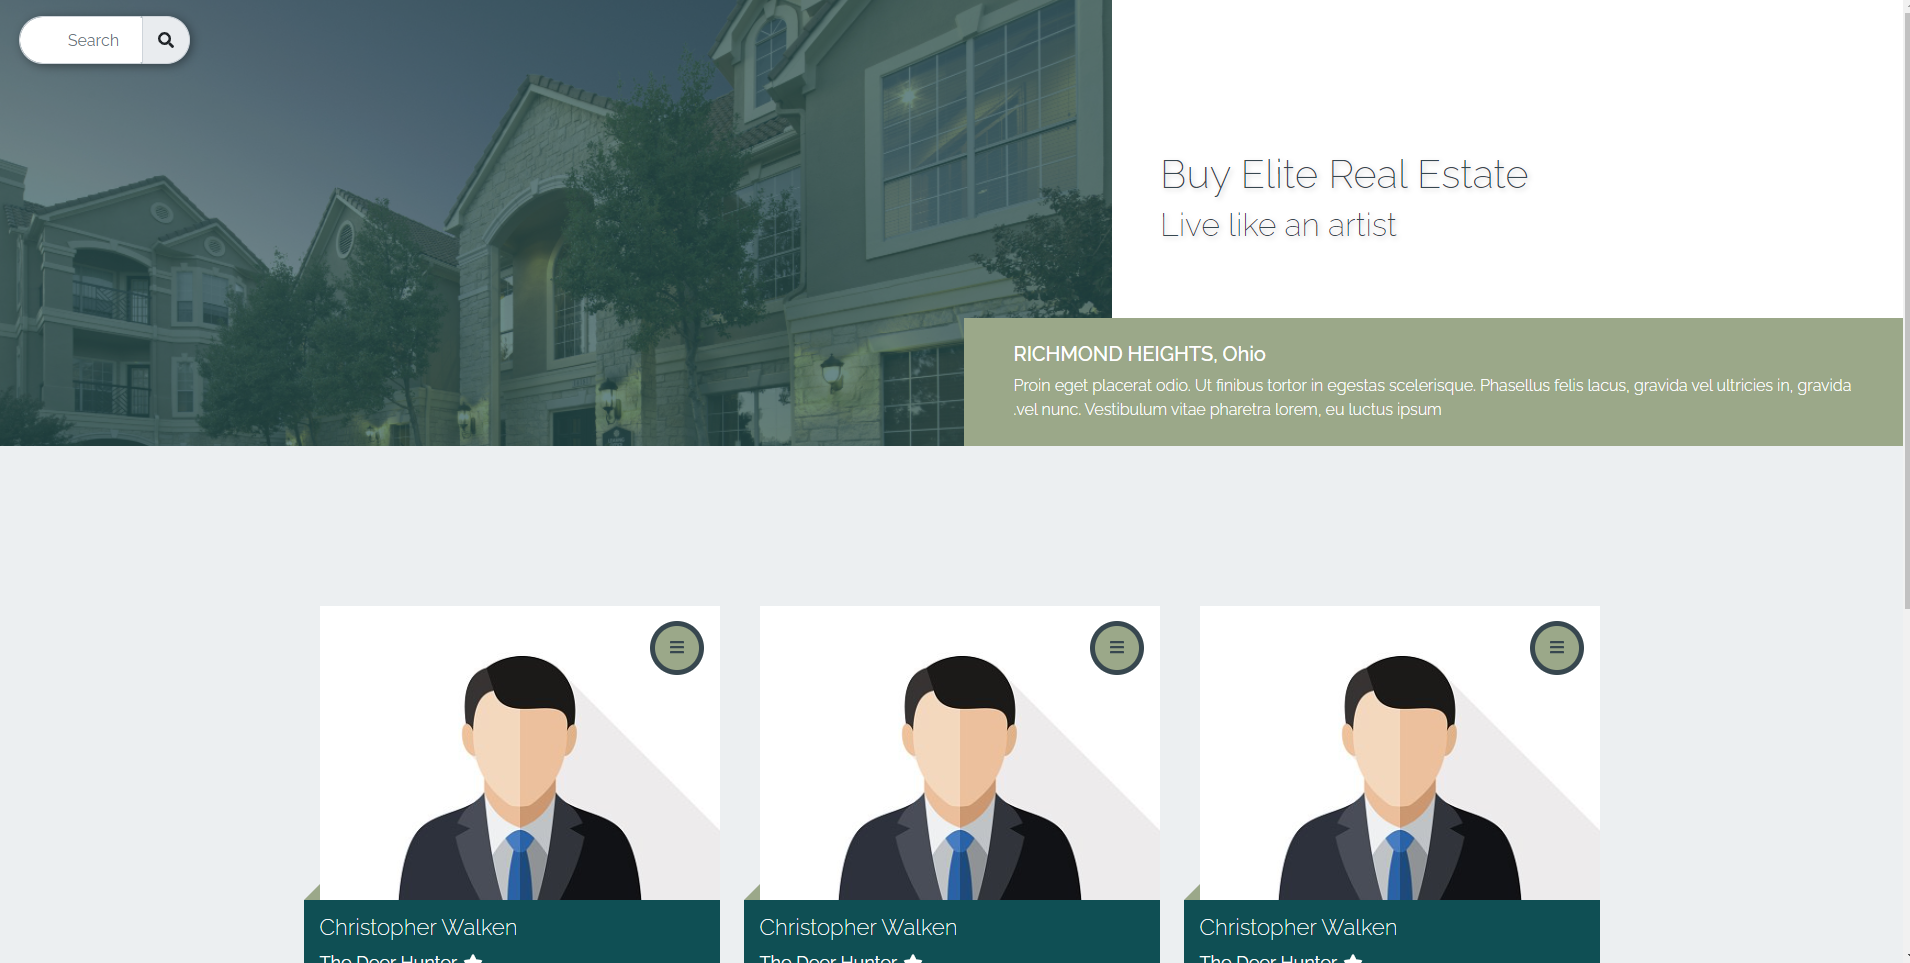 Search
Buy Elite Real Estate
Live like an artist
RICHMOND HEIGHTS, Ohio
Proin eget placerat odio. Ut finibus tortor in egestas scelerisque. Phasellus felis lacus, gravida vel ultricies in, gravida
.vel nunc. Vestibulum vitae pharetra lorem, eu luctus ipsum
Christopher Walken
The Deer Hunter
Christopher Walken
The Deer Hunter
Christopher Walken
The Deer Hunter